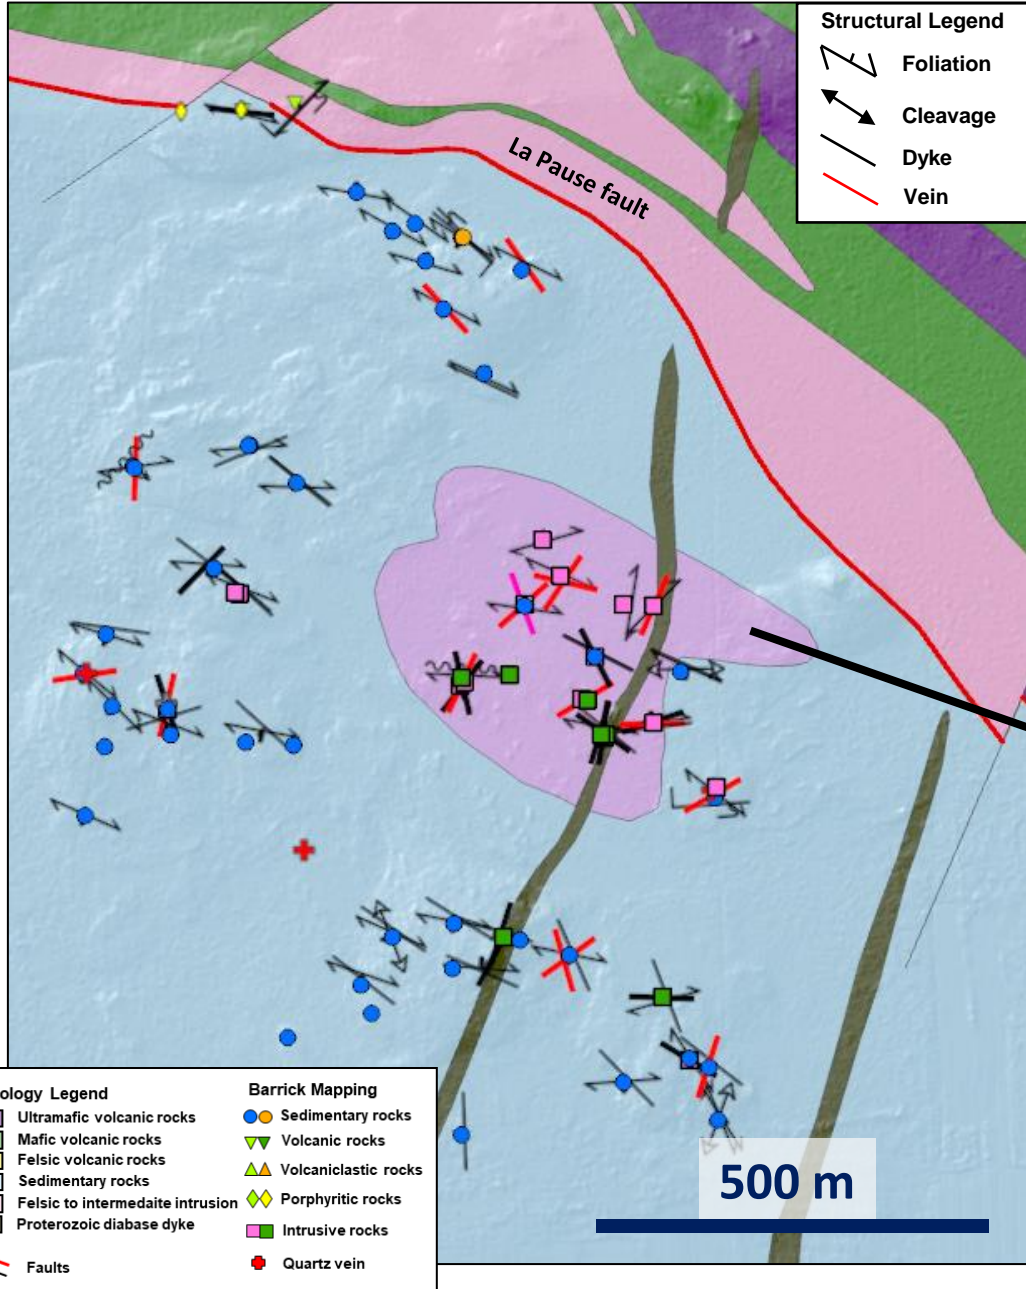 Structural Legend
Foliation
Cleavage
Dyke
Vein
La Pause fault
ology Legend
Ultramafic volcanic rocks
Mafic volcanic rocks
Felsic volcanic rocks
Sedimentary rocks
Felsic to intermedaite intrusion
Proterozoic diabase dyke
Faults
Barrick Mapping
Sedimentary rocks
Volcanic rocks
Volcaniclastic rocks
Porphyritic rocks
Intrusive rocks
Quartz vein
500 m